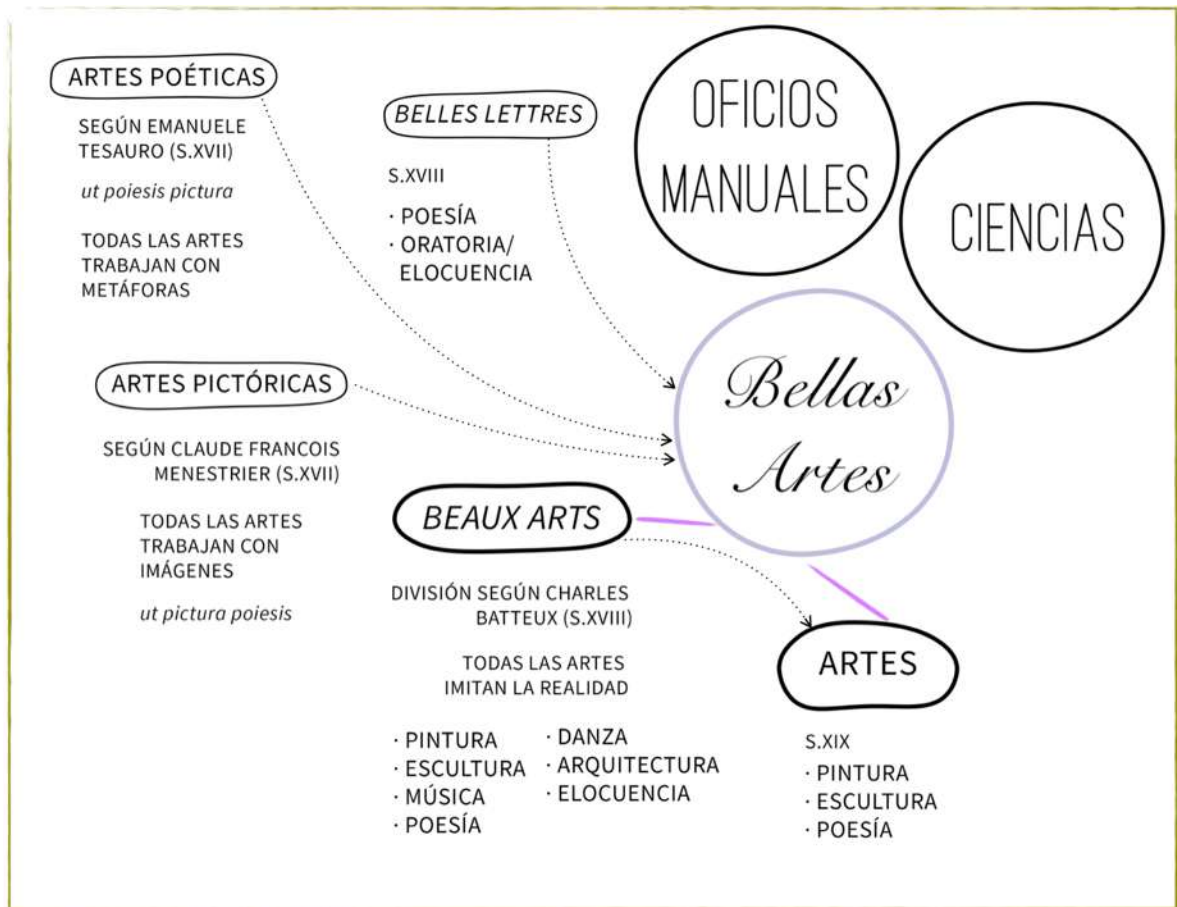 ARTES POÉTICAS
SEGÚN EMANUELE
TESAURO (S.XVII)
ut poiesis pictura
TODAS LAS ARTES
TRABAJAN CON
METÁFORAS
BELLES LETTRES
S.XVIII
· POESÍA
· ORATORIA/
ELOCUENCIA
OFICIOS
MANUALES
CIENCIAS
Bellas
Artes
ARTES PICTÓRICAS
SEGÚN CLAUDE FRANCOIS
MENESTRIER (S.XVII)
TODAS LAS ARTES
TRABAJAN CON
IMÁGENES
ut pictura poiesis
BEAUX ARTS
DIVISIÓN SEGÚN CHARLES
BATTEUX (S.XVIII)
TODAS LAS ARTES
IMITAN LA REALIDAD
· PINTURA
· ESCULTURA
· MÚSICA
· POESÍA
· DANZA
· ARQUITECTURA
· ELOCUENCIA
ARTES
S.XIX
· PINTURA
· ESCULTURA
· POESÍA